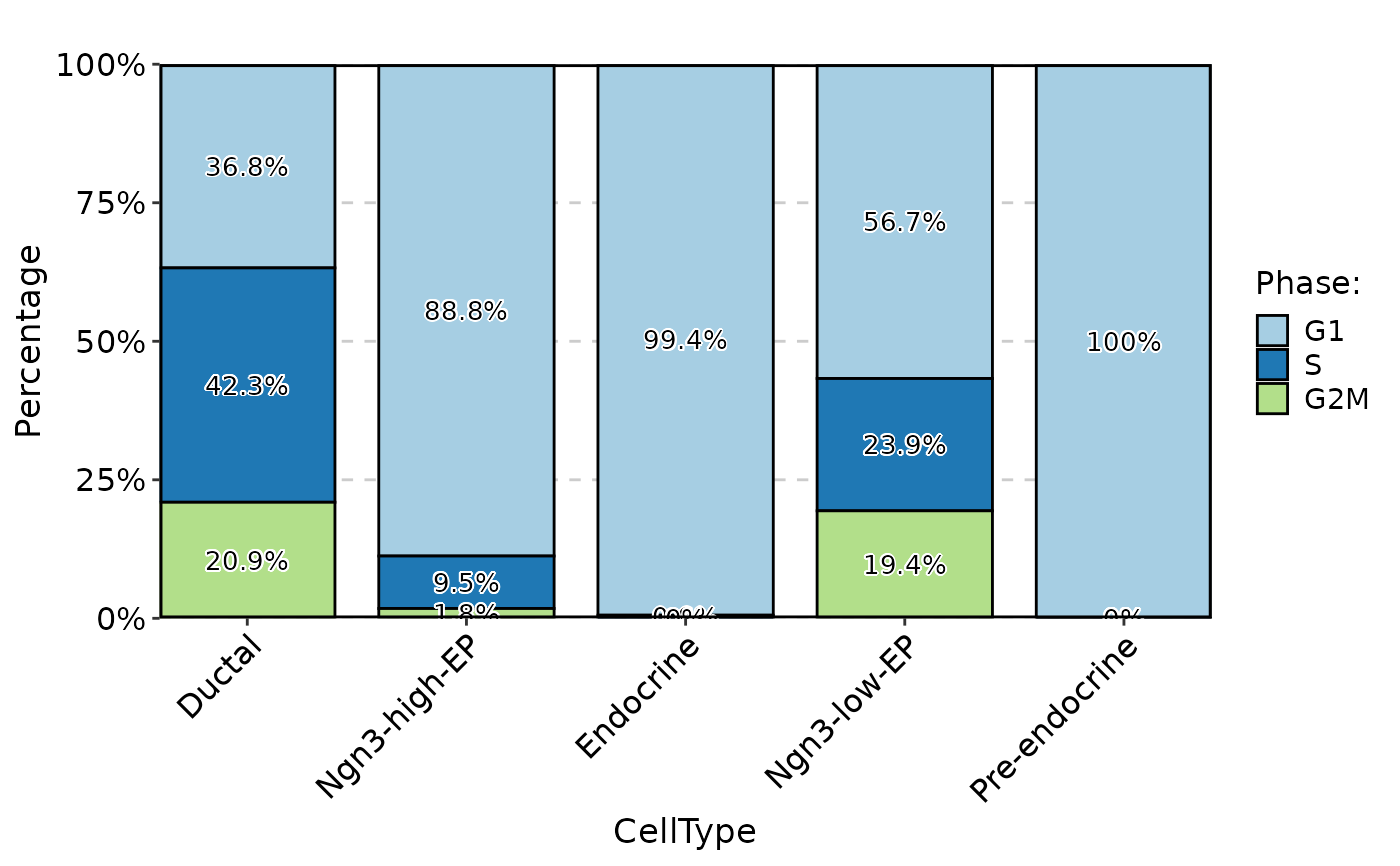 100%
75%
50%
25%
0%
Percentage
36.8%
42.3%
20.9%
88.8%
9.5%
1.8%
99.4%
56.7%
23.9%
19.4%
100%
0%
Ductal
Ngn3-high-EP
Endocrine
Ngn3-low-EP
Pre-endocrine
CellType
Phase:
G1
S
G2M